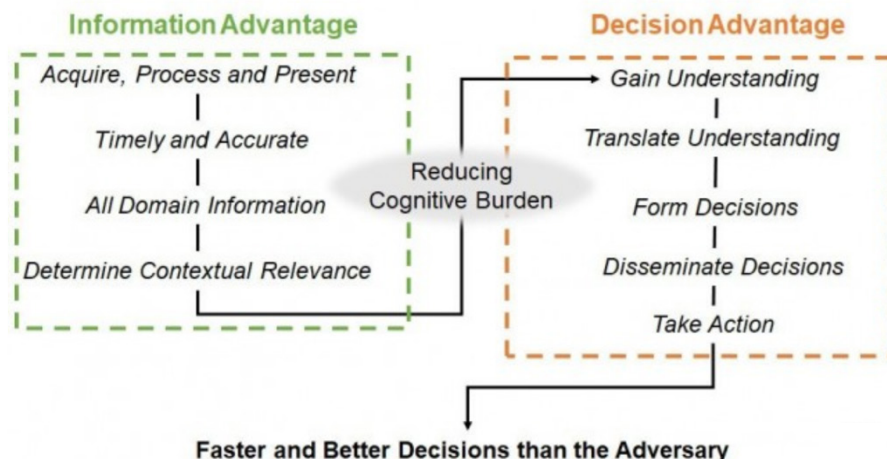 Information Advantage
Acquire, Process and Present
Timely and Accurate
All Domain Information
Determine Contextual Relevance
Reducing
Cognitive Burden
Decision Advantage
Gain Understanding
Translate Understanding
Form Decisions
Disseminate Decisions
Take Action
Faster and Better Decisions than the Adversary